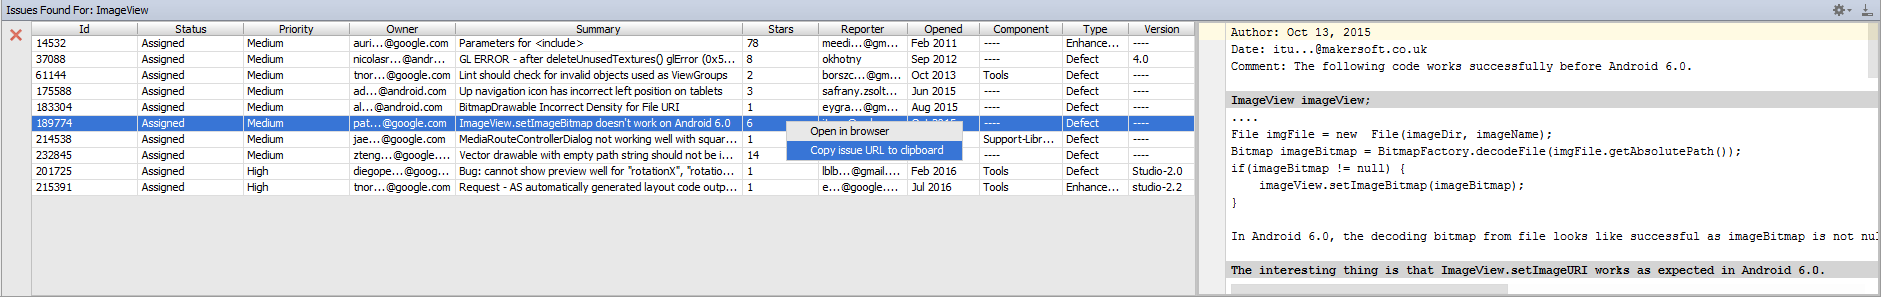 Issues Found For: ImageView
Id Status Priority Owner Summary Stars Reporter Opened Component Type Version
14532 Assigned Medium auri...@google.com Parameters for <include> 78 meedi...@gm... Feb 2011 ---- Enhance... ----
37088 Assigned Medium nicolasr...@andr... GL ERROR - after deleteUnusedTextures() glError (0x5... 8 okhotny Sep 2012 ---- Defect 4.0
61144 Assigned Medium tnor...@google.com Lint should check for invalid objects used as ViewGroups 2 borszc...@gm... Oct 2013 Tools Defect ----
175588 Assigned Medium ad...@android.com Up navigation icon has incorrect left position on tablets 3 safrany.zsolt... Jun 2015 ---- Defect ----
183304 Assigned Medium al...@android.com BitmapDrawable Incorrect Density for File URI 1 eygra...@gm... Aug 2015 ---- Defect ----
189774 Assigned Medium pat...@google.com ImageView.setImageBitmap doesn't work on Android 6.0 6 ---- Defect ----
214538 Assigned Medium jae...@google.com MediaRouteControllerDialog not working well with squar... 1 Support-Libr... Defect ----
232845 Assigned Medium zteng...@google.... Vector drawable with empty path string should not be i... 14 ---- Defect ----
201725 Assigned High diegope...@goog... Bug: cannot show preview well for "rotationX", "rotatio... 1 lblb...@gmail.... Feb 2016 Tools Defect Studio-2.0
215391 Assigned High tnor...@google.com Request - AS automatically generated layout code outp... 1 e...@google.... Jul 2016 Tools Enhance... studio-2.2
Open in browser
Copy issue URL to clipboard
Author: Oct 13, 2015
Date: itu...@makersoft.co.uk
Comment: The following code works successfully before Android 6.0.
ImageView imageView;
....
File imgFile = new  File(imageDir, imageName);
Bitmap imageBitmap = BitmapFactory.decodeFile(imgFile.getAbsolutePath());
if(imageBitmap != null) {
imageView.setImageBitmap(imageBitmap);
}
In Android 6.0, the decoding bitmap from file looks like successful as imageBitmap is not nul
The interesting thing is that ImageView.setImageURI works as expected in Android 6.0.